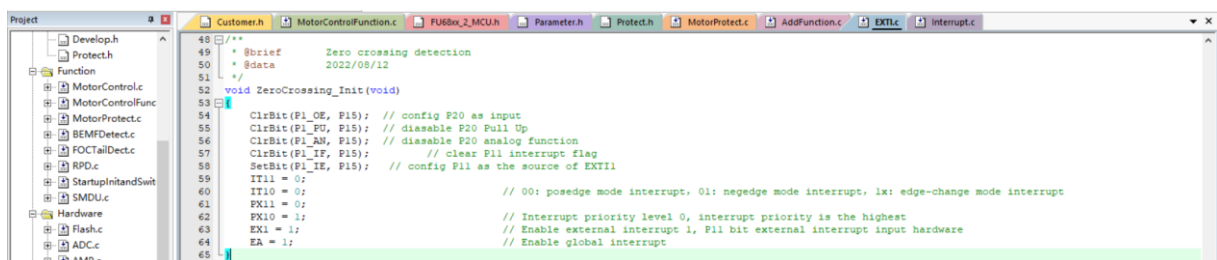 Project
Customer.h MotorControlFunction.c FU68xx_2_MCU.h Parameter.h Protect.h MotorProtect.c AddFunction.c EXTI.c Interrupt.c
Develop.h
Protect.h
Function
MotorControl.c
MotorControlFunc
MotorProtect.c
BEMFDetect.c
FOCTailDect.c
RPD.c
StartupInitandSwit
SMDU.c
Hardware
Flash.c
ADC.c
AMP.c
48 /**
49 * @brief Zero crossing detection
50 * @data 2022/08/12
51 */
52 void ZeroCrossing_Init(void)
53 {
54 ClrBit(P1_OE, P15); // config P20 as input
55 ClrBit(P1_PU, P15); // diasable P20 Pull Up
56 ClrBit(P1_AN, P15); // diasable P20 analog function
57 ClrBit(P1_IF, P15); // clear P11 interrupt flag
58 SetBit(P1_IE, P15); // config P11 as the source of EXTI1
59 IT11 = 0;
60 IT10 = 0; // 00: posedge mode interrupt, 01: negedge mode interrupt, 1x: edge-change mode interrupt
61 PX11 = 0;
62 PX10 = 1; // Interrupt priority level 0, interrupt priority is the highest
63 EX1 = 1; // Enable external interrupt 1, P11 bit external interrupt input hardware
64 EA = 1; // Enable global interrupt
65 }